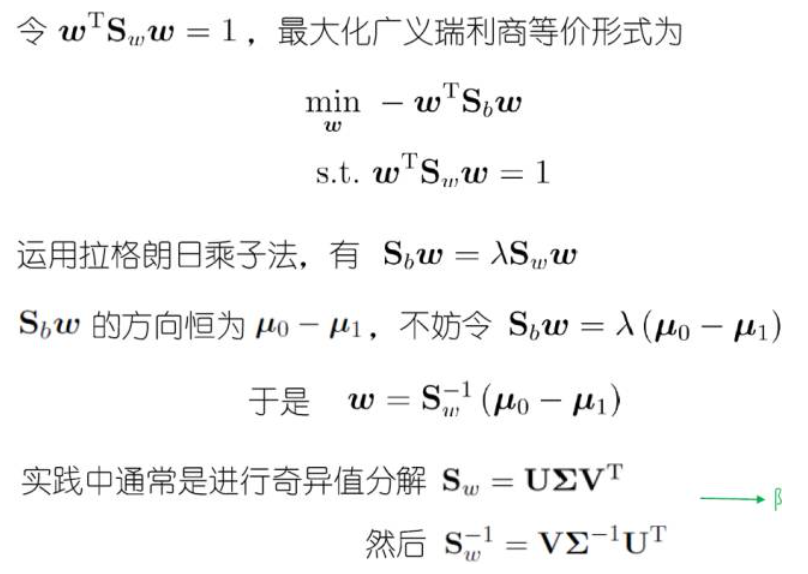 令 $\boldsymbol{w}^{\mathrm{T}}\mathbf{S}_w\boldsymbol{w} = 1$ ，最大化广义瑞利商等价形式为
$\min_{\boldsymbol{w}} \ -\boldsymbol{w}^{\mathrm{T}}\mathbf{S}_b\boldsymbol{w}$
$\text{s.t. } \boldsymbol{w}^{\mathrm{T}}\mathbf{S}_w\boldsymbol{w} = 1$
运用拉格朗日乘子法，有 $\mathbf{S}_b\boldsymbol{w} = \lambda\mathbf{S}_w\boldsymbol{w}$
$\mathbf{S}_b\boldsymbol{w}$ 的方向恒为 $\boldsymbol{\mu}_0 - \boldsymbol{\mu}_1$，不妨令 $\mathbf{S}_b\boldsymbol{w} = \lambda(\boldsymbol{\mu}_0 - \boldsymbol{\mu}_1)$
于是 $\boldsymbol{w} = \mathbf{S}_w^{-1}(\boldsymbol{\mu}_0 - \boldsymbol{\mu}_1)$
实践中通常是进行奇异值分解 $\mathbf{S}_w = \mathbf{U}\boldsymbol{\Sigma}\mathbf{V}^{\mathrm{T}}$ → β
然后 $\mathbf{S}_w^{-1} = \mathbf{V}\boldsymbol{\Sigma}^{-1}\mathbf{U}^{\mathrm{T}}$